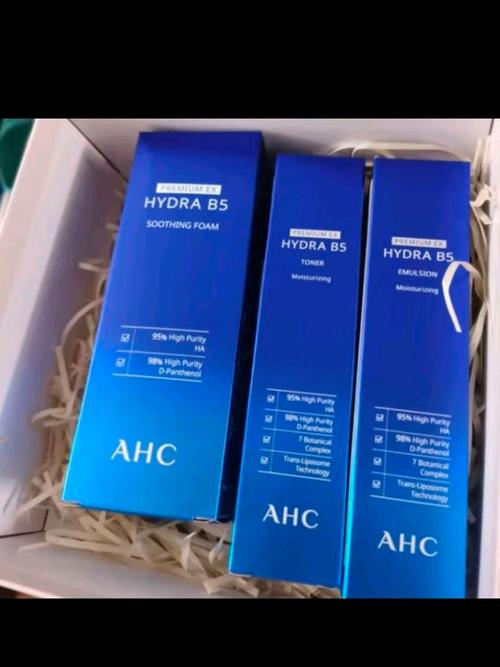 PREMIUM EX
HYDRA B5
SOOTHING FOAM
95% High Purity
HA
98% High Purity
D-Panthenol
AHC
PREMIUM EX
HYDRA B5
TONER
Moisturizing
95% High Purity
HA
98% High Purity
D-Panthenol
7 Botanical
Complex
Trans-Liposome
Technology
AHC
PREMIUM EX
HYDRA B5
EMULSION
Moisturizing
95% High Purity
HA
98% High Purity
D-Panthenol
7 Botanical
Complex
Trans-Liposome
Technology
AHC